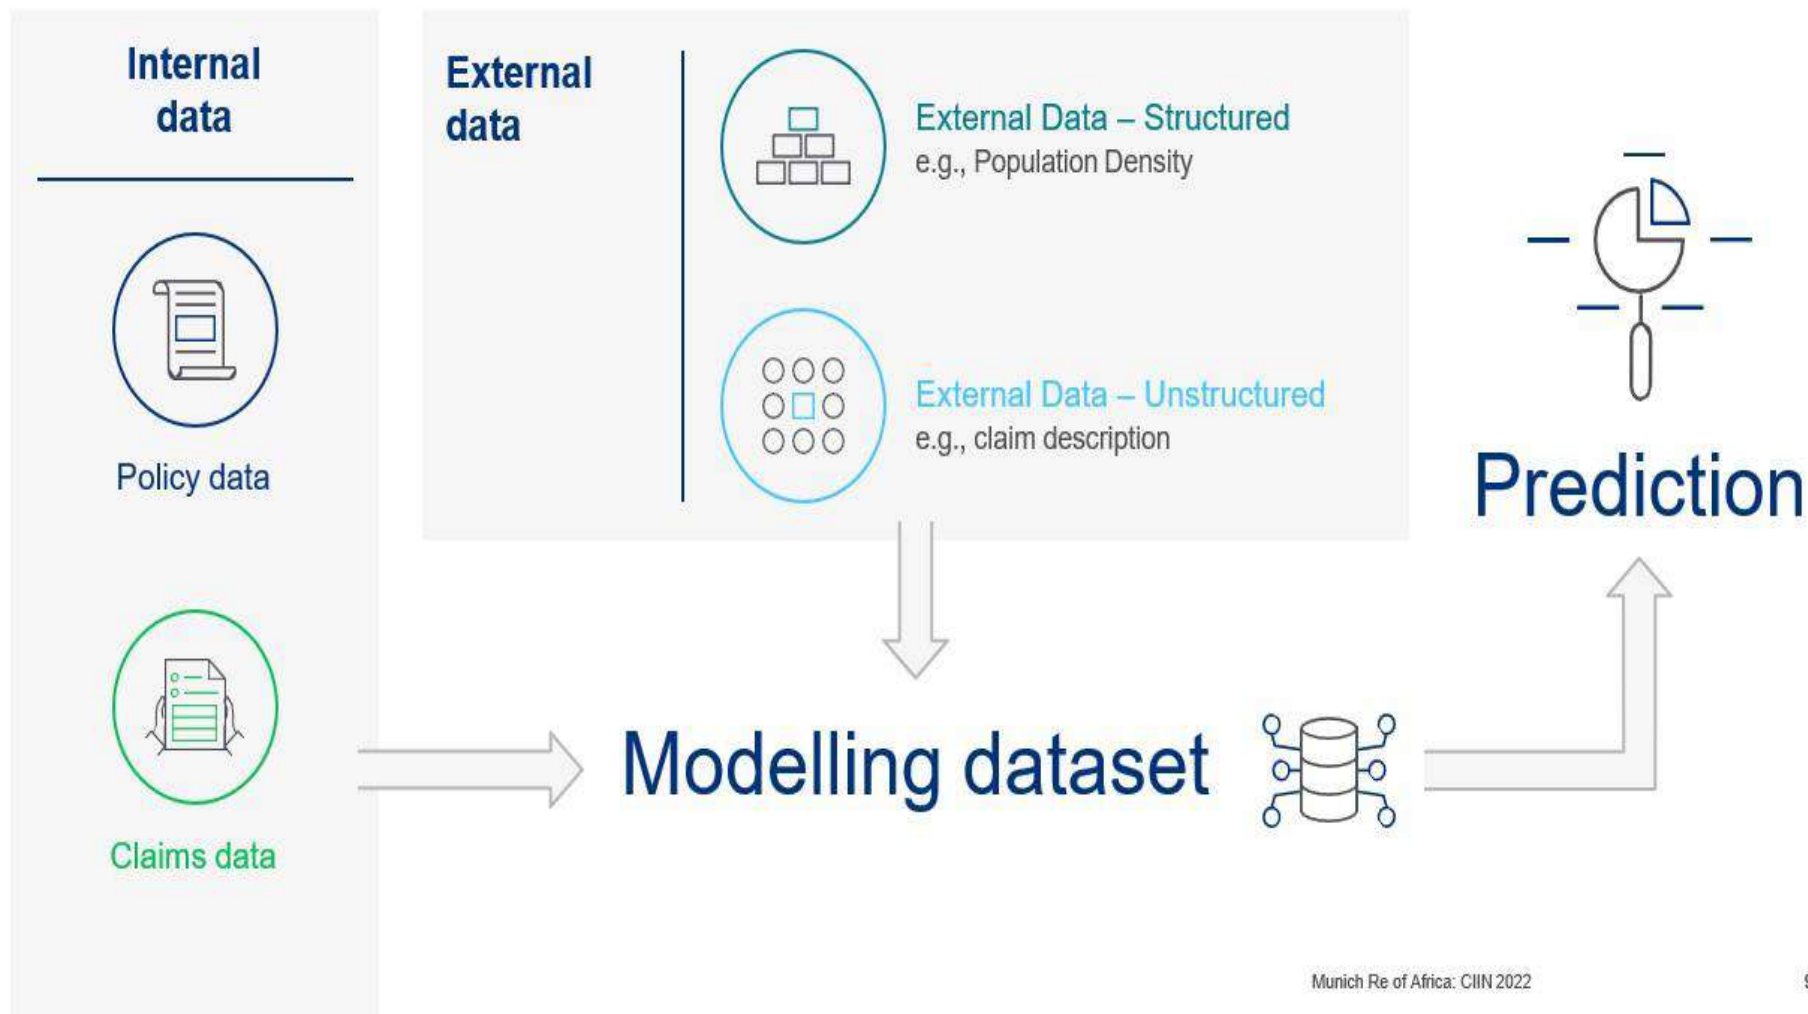 Internal
data
Policy data
Claims data
External
data
External Data – Structured
e.g., Population Density
External Data – Unstructured
e.g., claim description
Modelling dataset
Prediction
Munich Re of Africa: CIIN 2022